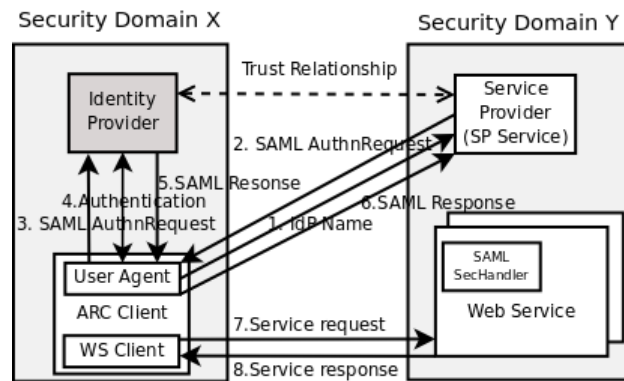 Security Domain X
Security Domain Y
Trust Relationship
Identity
Provider
Service
Provider
(SP Service)
2. SAML AuthnRequest
5.SAML Resonse
4.Authentication
6.SAML Response
3. SAML AuthnRequest
1. IdP Name
User Agent
ARC Client
WS Client
SAML
SecHandler
Web Service
7.Service request
8.Service response